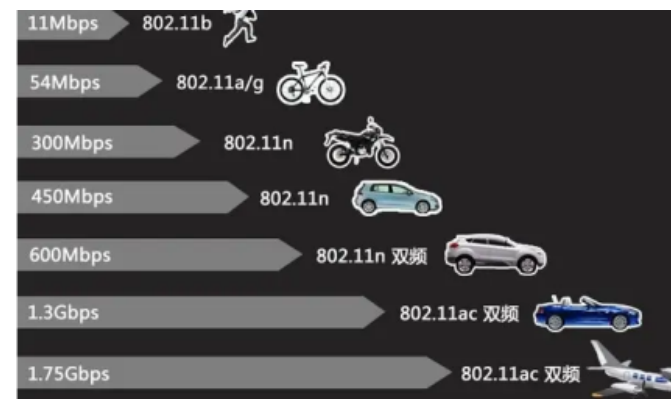 11Mbps 802.11b
54Mbps 802.11a/g
300Mbps 802.11n
450Mbps 802.11n
600Mbps 802.11n 双频
1.3Gbps 802.11ac 双频
1.75Gbps 802.11ac 双频